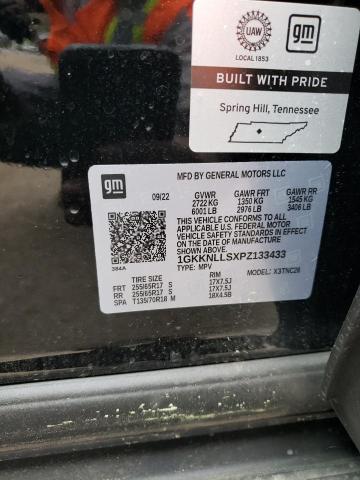 UAW
gm
LOCAL 1853
BUILT WITH PRIDE
Spring Hill, Tennessee
gm
MFD BY GENERAL MOTORS LLC
09/22 GVWR GAWR FRT GAWR RR
2722 KG 1350 KG 1545 KG
6001 LB 2976 LB 3406 LB
THIS VEHICLE CONFORMS TO ALL
APPLICABLE U.S. FEDERAL MOTOR
VEHICLE SAFETY STANDARDS IN
EFFECT ON THE DATE OF MANUFACTURE
SHOWN ABOVE.
384A
1GKKNLLSXPZ133433
TYPE: MPV MODEL: X3TNC26
TIRE SIZE RIM
FRT 255/65R17 S 17X7.5J
RR 255/65R17 S 17X7.5J
SPA T135/70R18 M 18X4.5B